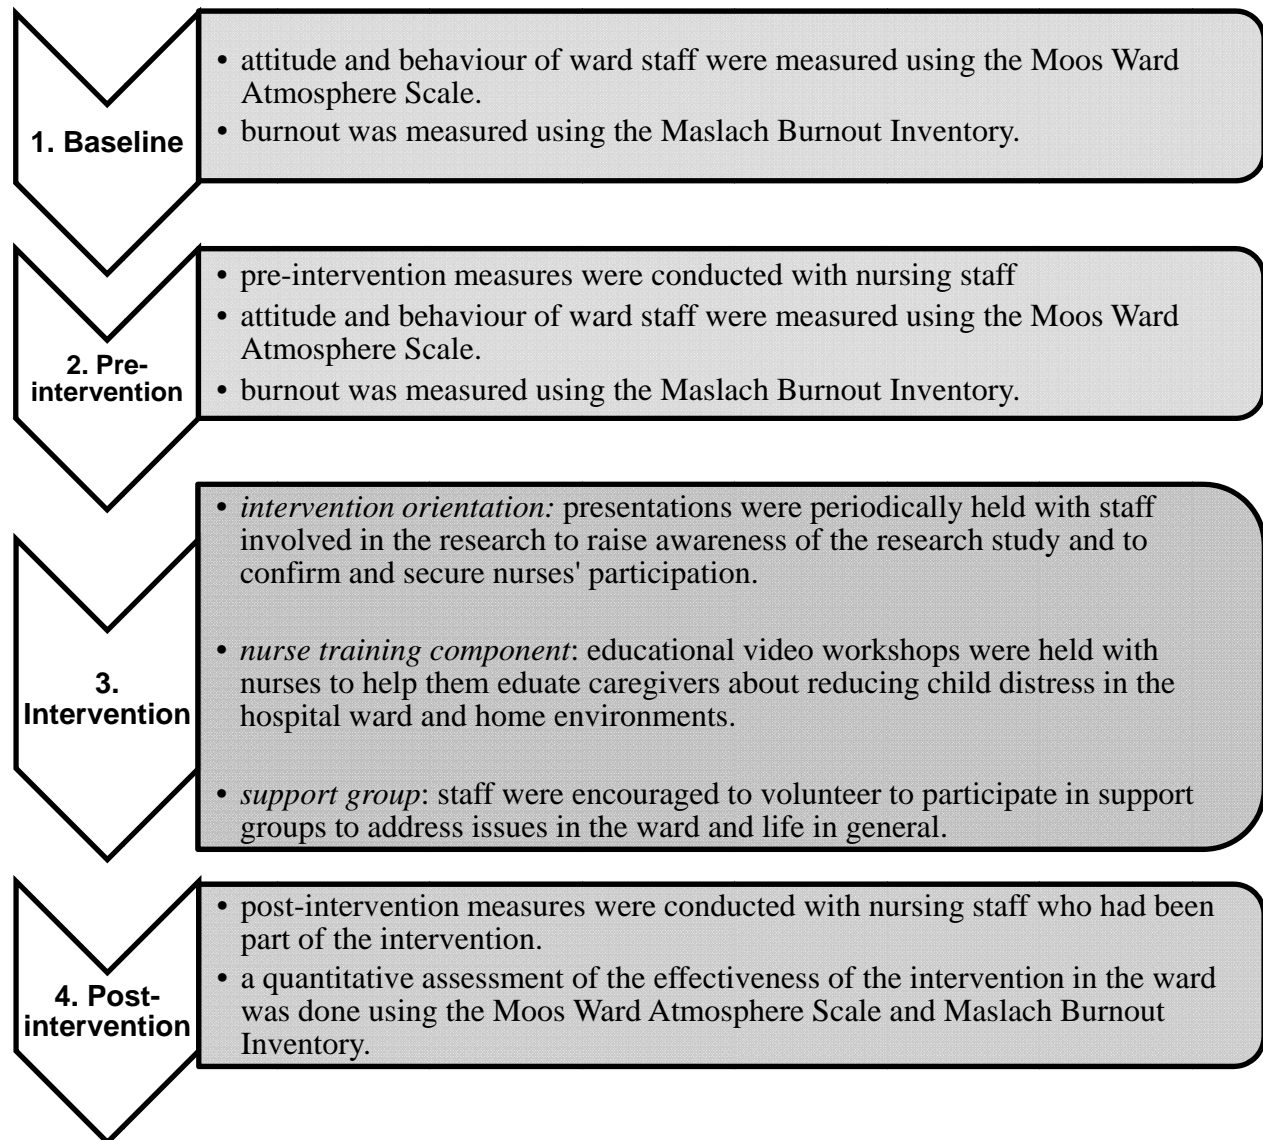 1. Baseline
• attitude and behaviour of ward staff were measured using the Moos Ward
Atmosphere Scale.
• burnout was measured using the Maslach Burnout Inventory.
2. Pre-
intervention
• pre-intervention measures were conducted with nursing staff
• attitude and behaviour of ward staff were measured using the Moos Ward
Atmosphere Scale.
• burnout was measured using the Maslach Burnout Inventory.
3.
Intervention
• intervention orientation: presentations were periodically held with staff
involved in the research to raise awareness of the research study and to
confirm and secure nurses' participation.
• nurse training component: educational video workshops were held with
nurses to help them eduate caregivers about reducing child distress in the
hospital ward and home environments.
• support group: staff were encouraged to volunteer to participate in support
groups to address issues in the ward and life in general.
4. Post-
intervention
• post-intervention measures were conducted with nursing staff who had been
part of the intervention.
• a quantitative assessment of the effectiveness of the intervention in the ward
was done using the Moos Ward Atmosphere Scale and Maslach Burnout
Inventory.